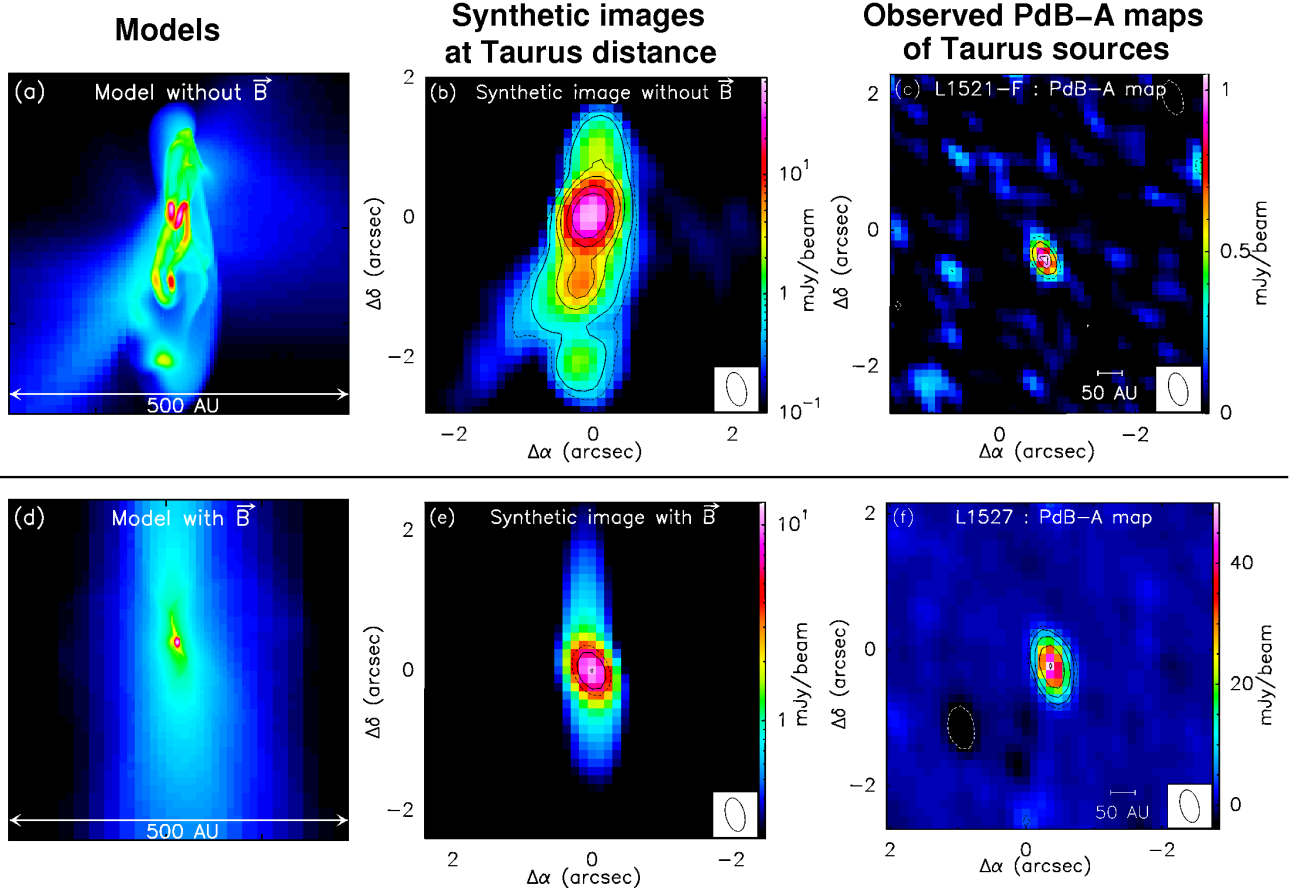 Models
Synthetic images
at Taurus distance
Observed PdB−A maps
of Taurus sources
(a) Model without B
500 AU
(b) Synthetic image without B
2
0
−2
Δδ (arcsec)
−2 0 2
Δα (arcsec)
10¹
1
10⁻¹
mJy/beam
(c) L1521−F : PdB−A map
2
0
−2
Δδ (arcsec)
50 AU
0 −2
Δα (arcsec)
1
0.5
0
mJy/beam
(d) Model with B
500 AU
(e) Synthetic image with B
2
0
−2
Δδ (arcsec)
2 0 −2
Δα (arcsec)
10¹
1
mJy/beam
(f) L1527 : PdB−A map
2
0
−2
Δδ (arcsec)
50 AU
2 0 −2
Δα (arcsec)
40
20
0
mJy/beam